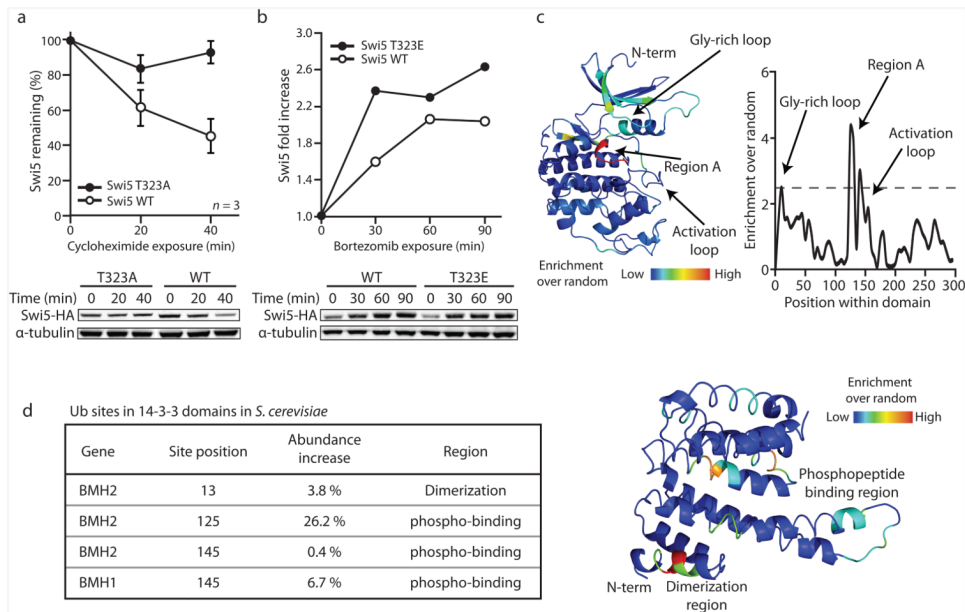 a
Swi5 remaining (%)
100
80
60
40
20
0
Swi5 T323A
Swi5 WT
n = 3
0 20 40
Cycloheximide exposure (min)
T323A WT
Time (min) 0 20 40 0 20 40
Swi5-HA
α-tubulin
b
Swi5 fold increase
3.0
2.6
2.2
1.8
1.4
1.0
Swi5 T323E
Swi5 WT
0 30 60 90
Bortezomib exposure (min)
WT T323E
Time (min) 0 30 60 90 0 30 60 90
Swi5-HA
α-tubulin
c
N-term
Gly-rich loop
Region A
Activation
loop
Enrichment
over random
Low High
Enrichment over random
6
4
2
0
Gly-rich loop
Region A
Activation
loop
0 50 100 150 200 250 300
Position within domain
d Ub sites in 14-3-3 domains in S. cerevisiae
Gene Site position Abundance increase Region
BMH2 13 3.8 % Dimerization
BMH2 125 26.2 % phospho-binding
BMH2 145 0.4 % phospho-binding
BMH1 145 6.7 % phospho-binding
Enrichment
over random
Low High
Phosphopeptide
binding region
N-term
Dimerization
region